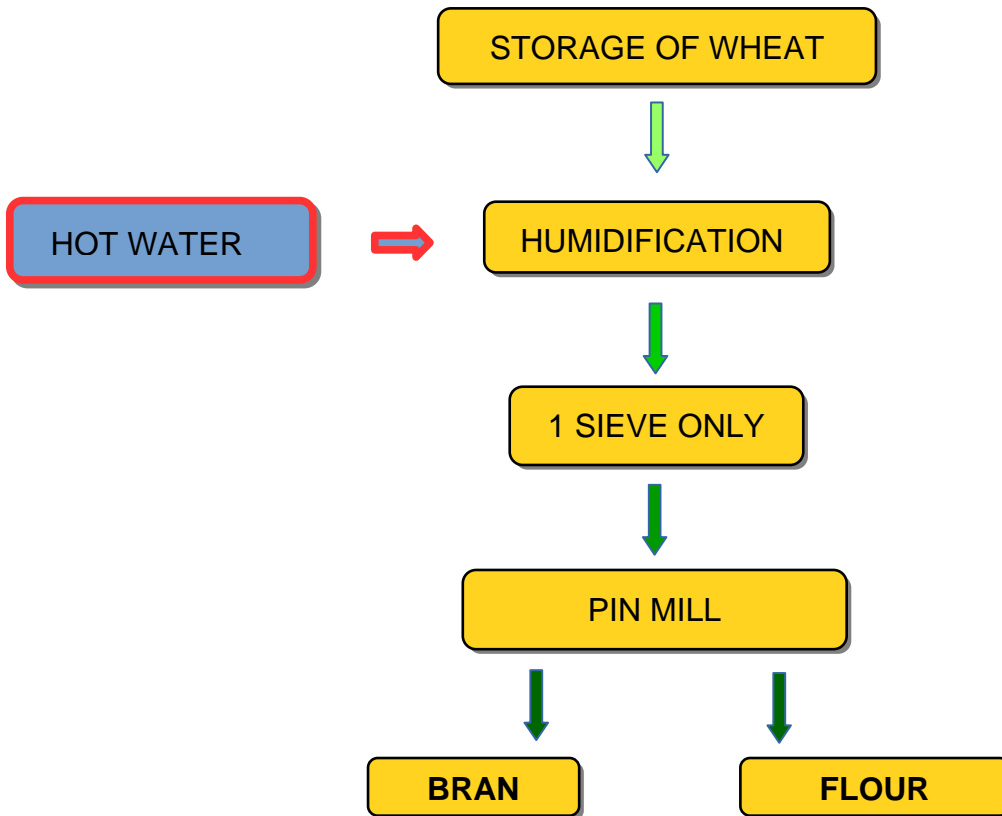 STORAGE OF WHEAT
HOT WATER
HUMIDIFICATION
1 SIEVE ONLY
PIN MILL
BRAN
FLOUR